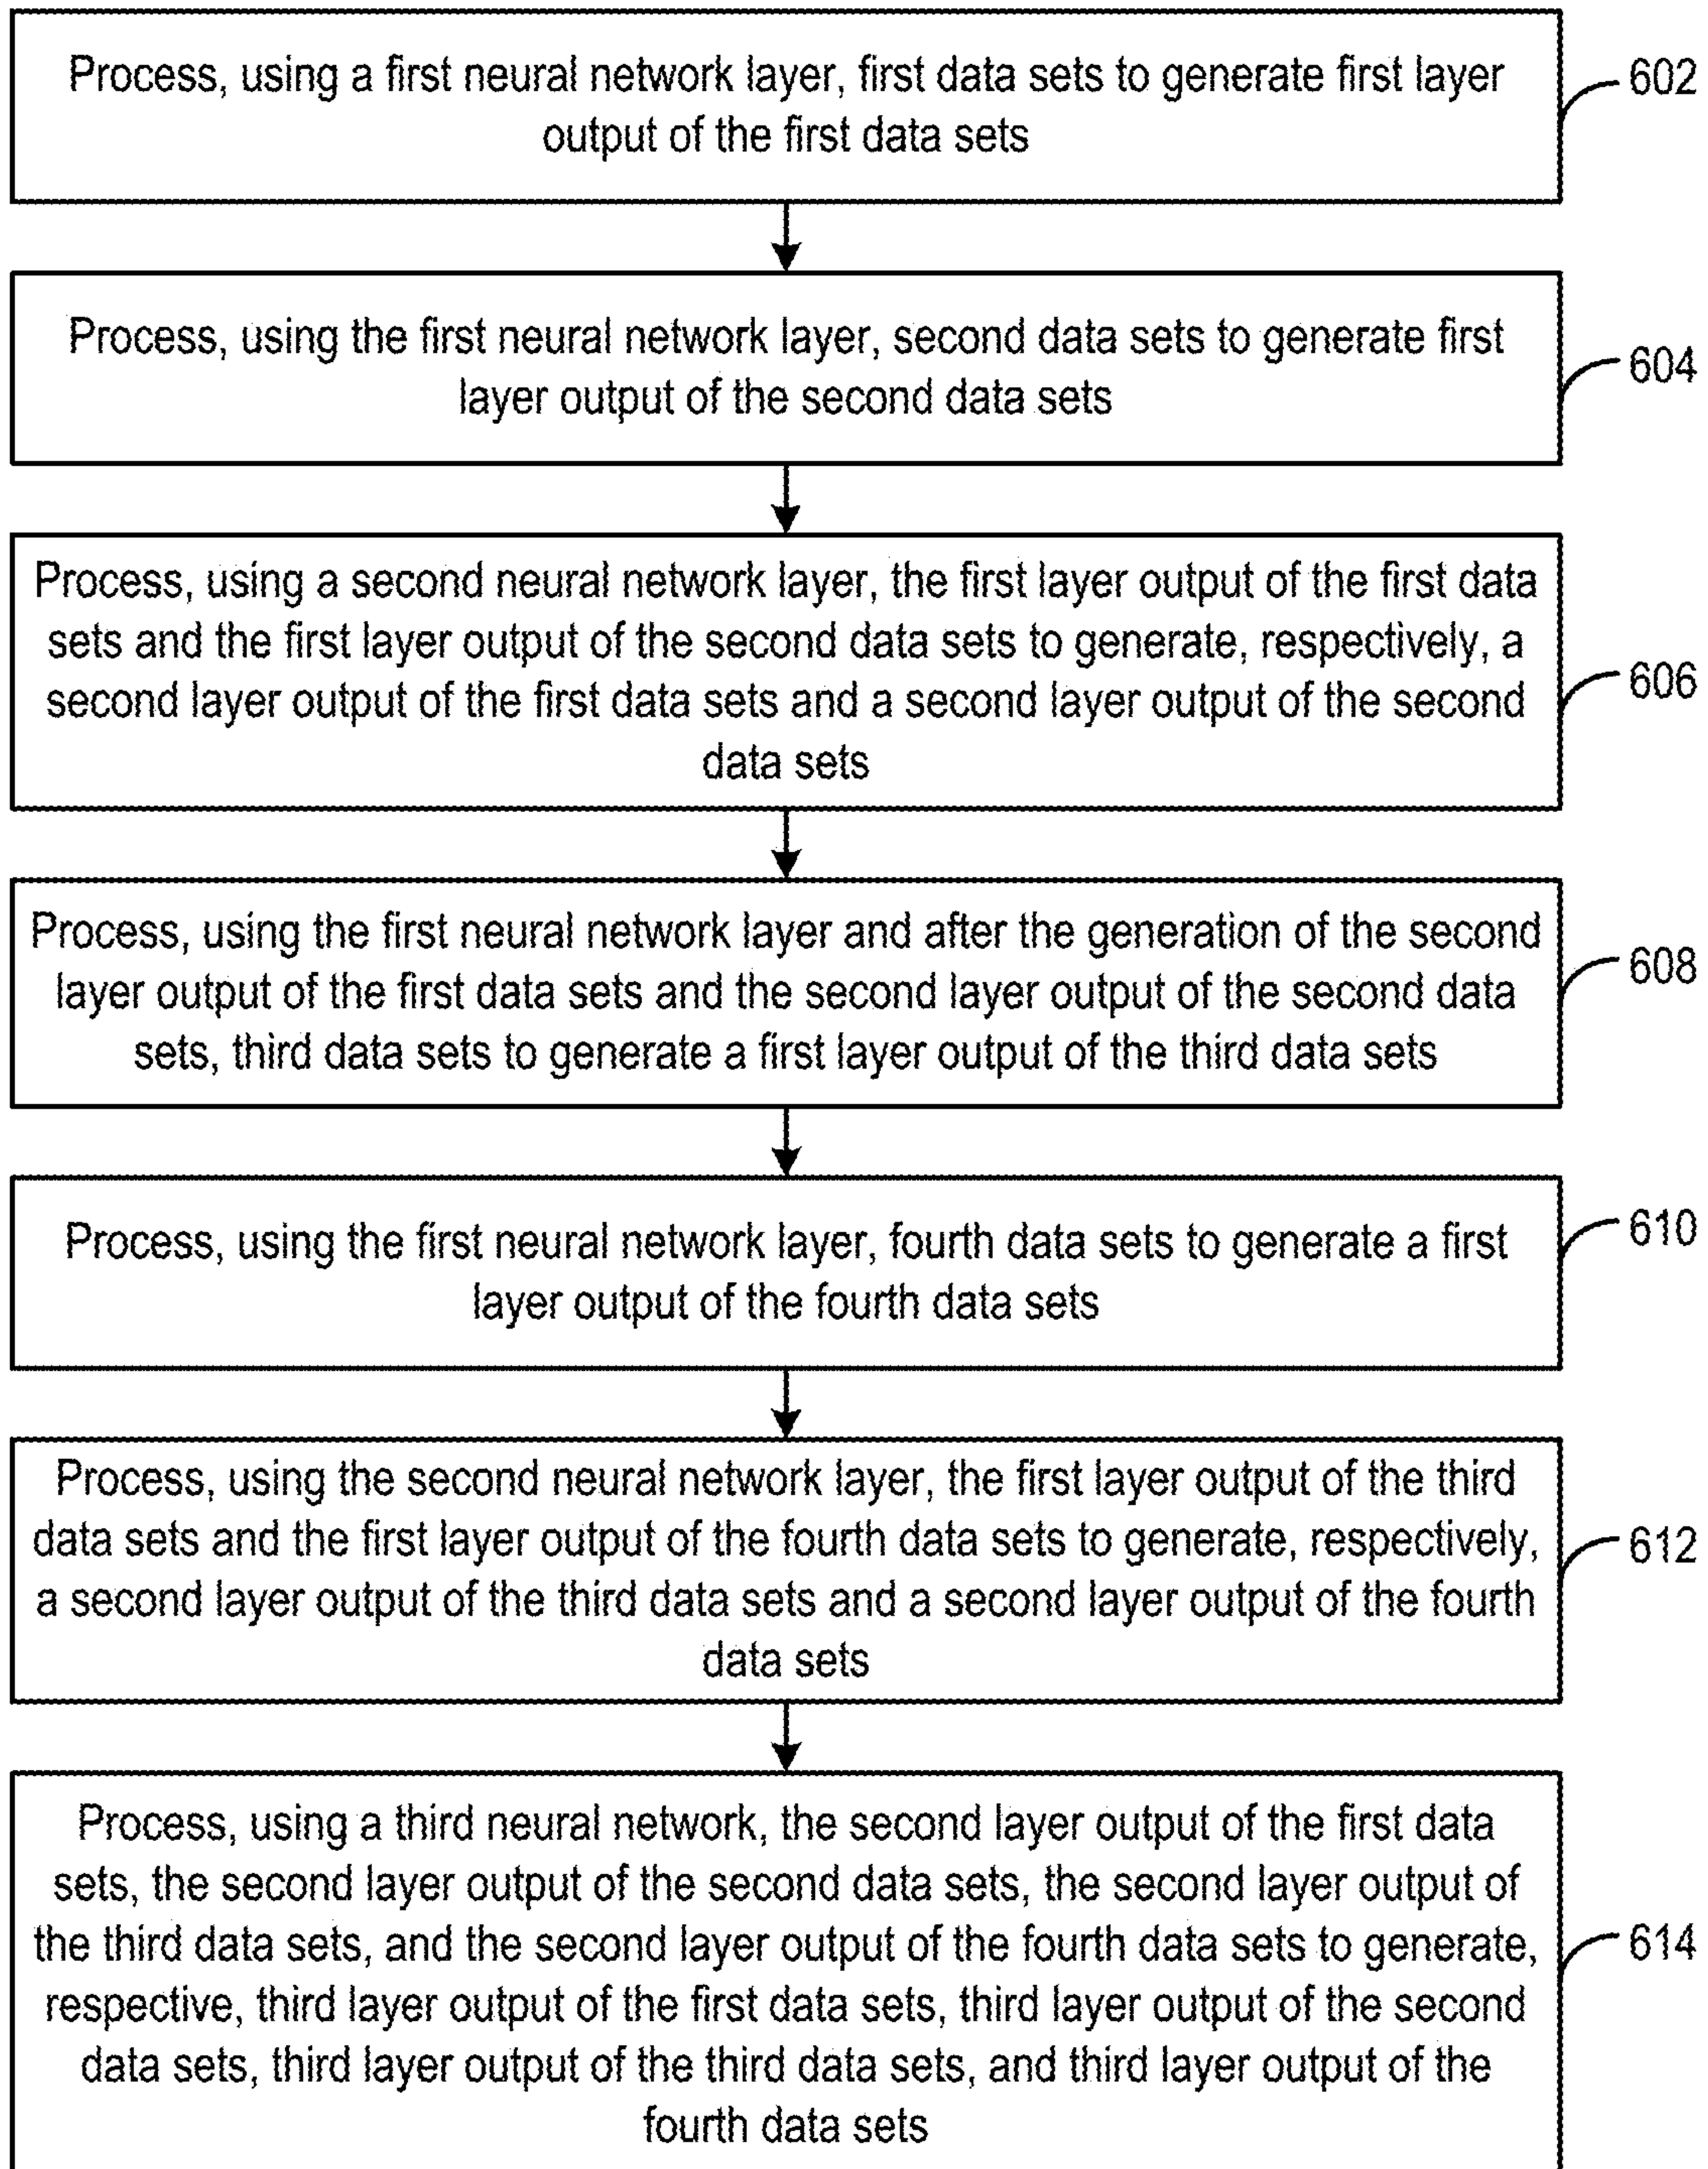 Process, using a first neural network layer, first data sets to generate first layer
output of the first data sets
602
Process, using the first neural network layer, second data sets to generate first
layer output of the second data sets
604
Process, using a second neural network layer, the first layer output of the first data
sets and the first layer output of the second data sets to generate, respectively, a
second layer output of the first data sets and a second layer output of the second
data sets
606
Process, using the first neural network layer and after the generation of the second
layer output of the first data sets and the second layer output of the second data
sets, third data sets to generate a first layer output of the third data sets
608
Process, using the first neural network layer, fourth data sets to generate a first
layer output of the fourth data sets
610
Process, using the second neural network layer, the first layer output of the third
data sets and the first layer output of the fourth data sets to generate, respectively,
a second layer output of the third data sets and a second layer output of the fourth
data sets
612
Process, using a third neural network, the second layer output of the first data
sets, the second layer output of the second data sets, the second layer output of
the third data sets, and the second layer output of the fourth data sets to generate,
respective, third layer output of the first data sets, third layer output of the second
data sets, third layer output of the third data sets, and third layer output of the
fourth data sets
614